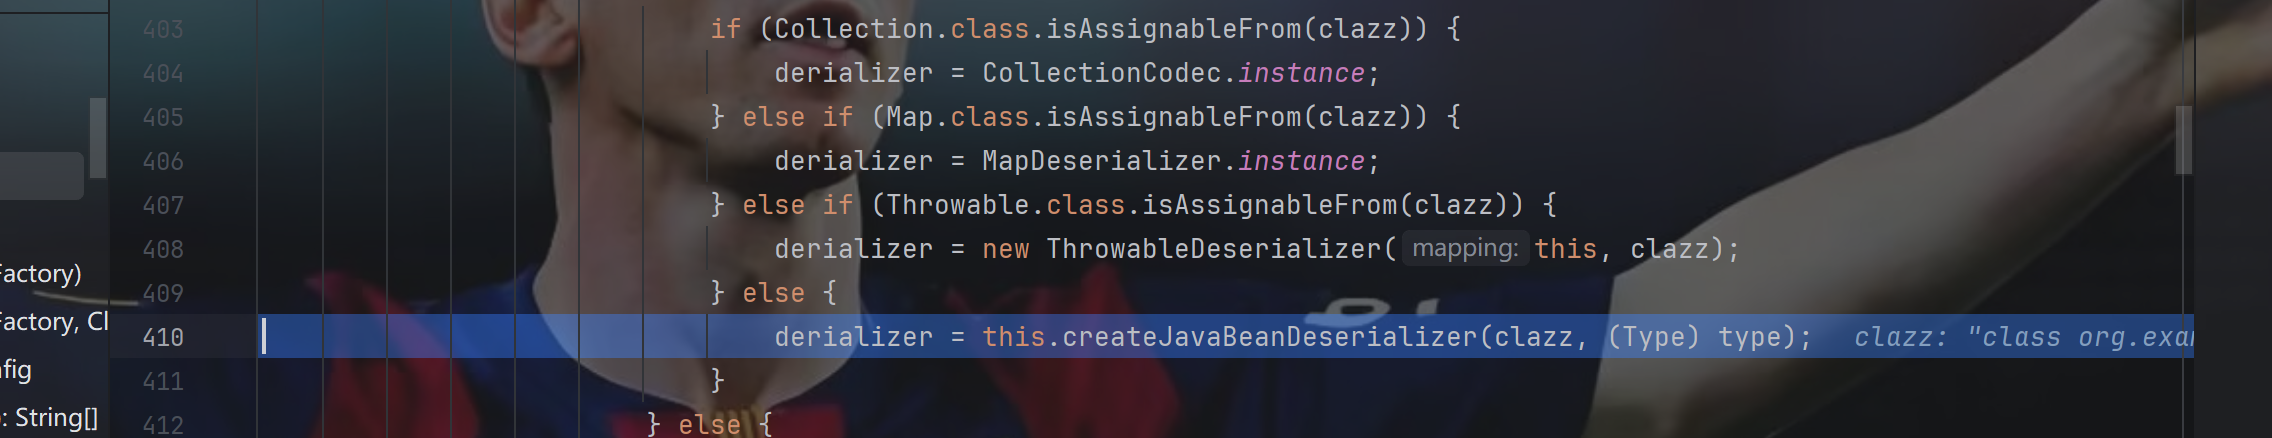 403 if (Collection.class.isAssignableFrom(clazz)) {
404 derializer = CollectionCodec.instance;
405 } else if (Map.class.isAssignableFrom(clazz)) {
406 derializer = MapDeserializer.instance;
407 } else if (Throwable.class.isAssignableFrom(clazz)) {
Factory) 408 derializer = new ThrowableDeserializer( mapping: this, clazz);
409 } else {
Factory, Cl 410 derializer = this.createJavaBeanDeserializer(clazz, (Type) type); clazz: "class org.exa
nfig 411 }
: String[] 412 } else {